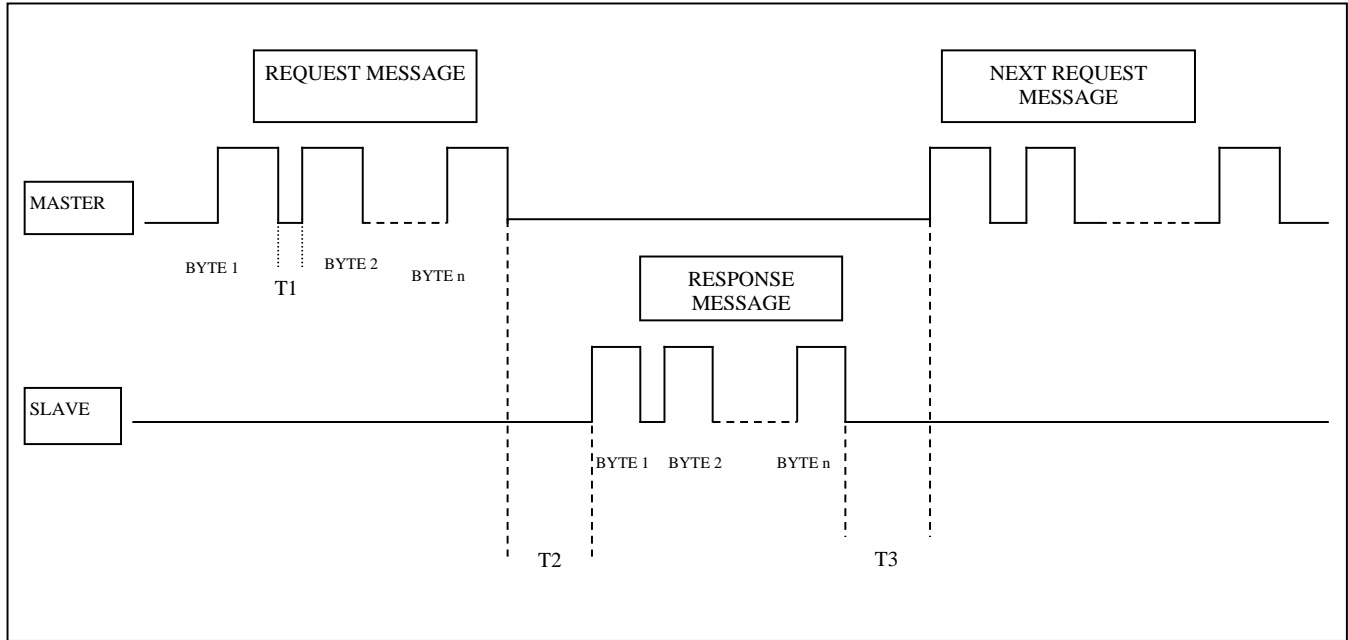 REQUEST MESSAGE
NEXT REQUEST
MESSAGE
MASTER
BYTE 1
T1
BYTE 2
BYTE n
RESPONSE
MESSAGE
SLAVE
BYTE 1
BYTE 2
BYTE n
T2
T3